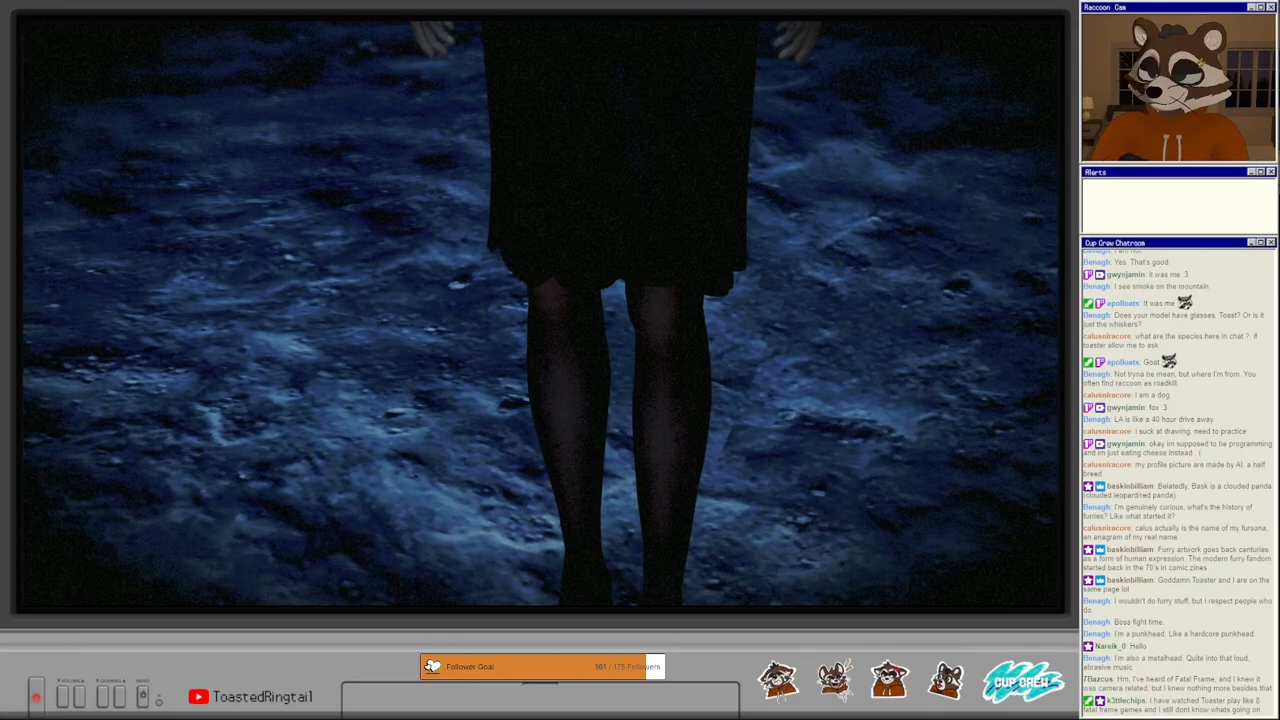 Raccoon Cam
Alerts
Cup Crew Chatroom
Benagh: Yes. That's good.
gwynjamin: it was me :3
Benagh: I see smoke on the mountain.
apolloats: It was me
Benagh: Does your model have glasses, Toast? Or is it
just the whiskers?
calusniracore: what are the species here in chat ?, if
toaster allow me to ask
apolloats: Goat
Benagh: Not tryna be mean, but where I'm from. You
often find raccoon as roadkill
calusniracore: i am a dog
gwynjamin: fox :3
Benagh: LA is like a 40 hour drive away.
calusniracore: i suck at drawing, need to practice
gwynjamin: okay im supposed to be programming
and im just eating cheese instead :(
calusniracore: my profile picture are made by AI, a half
breed
baskinbilliam: Belatedly, Bask is a clouded panda
(clouded leopard/red panda)
Benagh: I'm genuinely curious, what's the history of
furries? Like what started it?
calusniracore: calus actually is the name of my fursona,
an anagram of my real name
baskinbilliam: Furry artwork goes back centuries
as a form of human expression. The modern furry fandom
started back in the 70's in comic zines
baskinbilliam: Goddamn Toaster and I are on the
same page lol
Benagh: I wouldn't do furry stuff, but I respect people who
do.
Benagh: Boss fight time.
Benagh: I'm a punkhead. Like a hardcore punkhead.
Nareik_0: Hello
Benagh: I'm also a metalhead. Quite into that loud,
abrasive music.
7Bazcus: Hm. I've heard of Fatal Frame, and I knew it
was camera related, but I knew nothing more besides that
k3ttlechips: I have watched Toaster play like 8
fatal frame games and I still dont know whats going on
Follower Goal
161 / 175 Followers
ToastedRingtail
CUP CREW